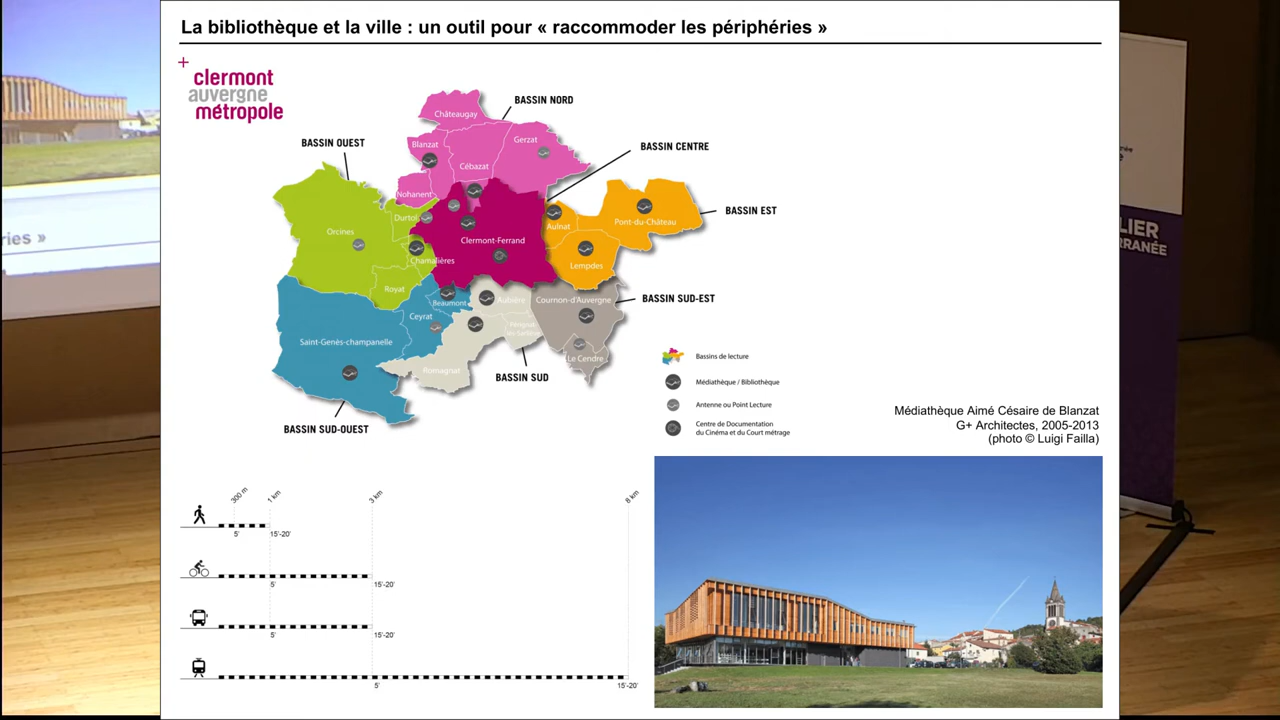 La bibliothèque et la ville : un outil pour « raccommoder les périphéries »
clermont
auvergne
métropole
BASSIN NORD
BASSIN OUEST
BASSIN CENTRE
BASSIN EST
BASSIN SUD-EST
BASSIN SUD
BASSIN SUD-OUEST
Châteaugay
Blanzat
Gerzat
Cébazat
Nohanent
Durtol
Orcines
Clermont-Ferrand
Chamalières
Royat
Aulnat
Pont-du-Château
Lempdes
Beaumont
Aubière
Cournon-d'Auvergne
Ceyrat
Saint-Genès-champanelle
Romagnat
Le Cendre
Bassins de lecture
Médiathèque / Bibliothèque
Antenne ou Point Lecture
Centre de Documentation
du Cinéma et du Court métrage
Médiathèque Aimé Césaire de Blanzat
G+ Architectes, 2005-2013
(photo © Luigi Failla)
300 m
1 km
3 km
8 km
5'
15'-20'
5'
15'-20'
5'
15'-20'
5'
15'-20'
ries »
LIER
RRANÉE